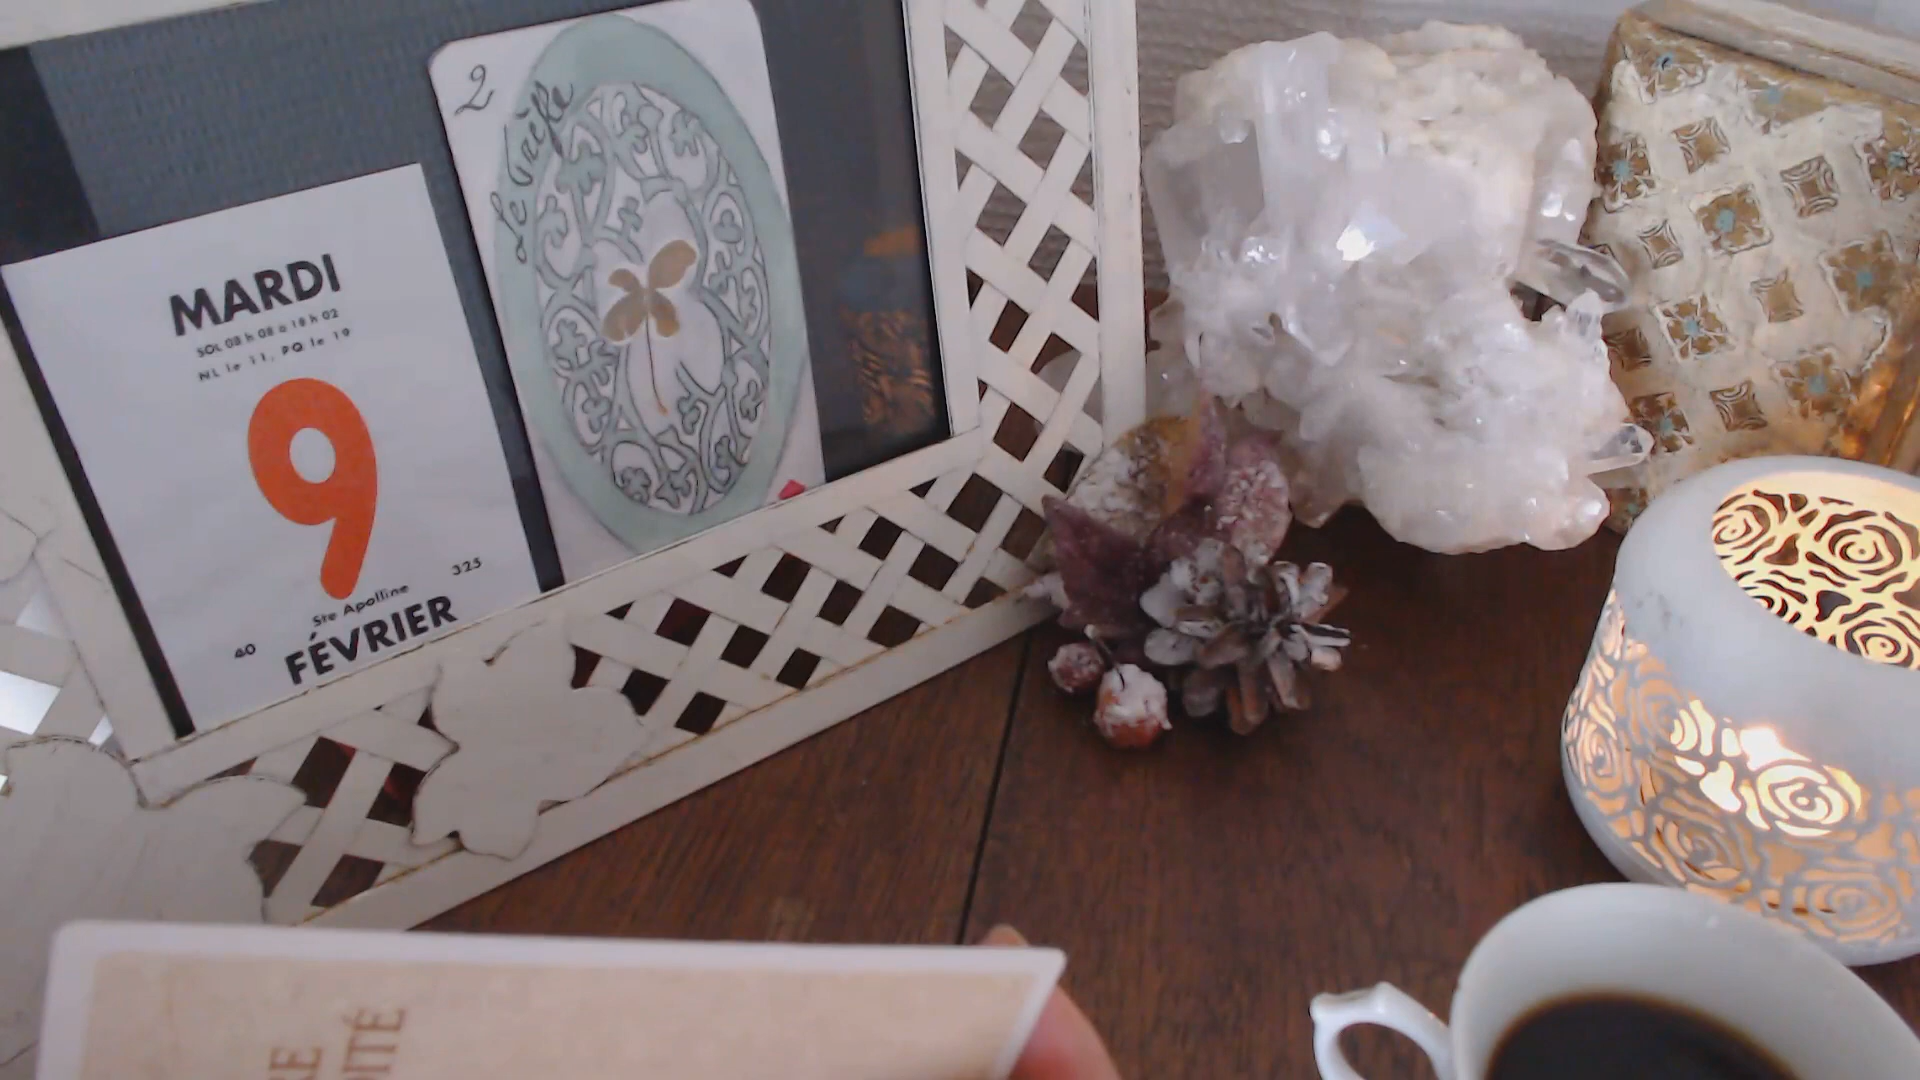 MARDI
SOL 08 h 08 à 18 h 02
NL le 11, PQ le 19
9
Ste Apolline
40
325
FÉVRIER
2
Le Trèfle